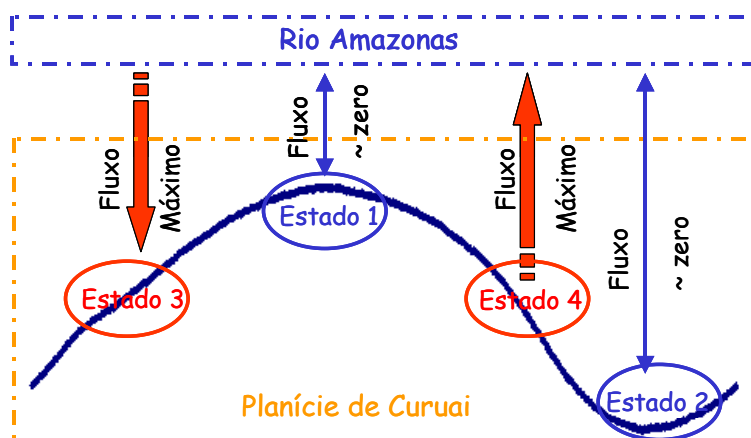 Rio Amazonas
Fluxo
Máximo
Fluxo
~ zero
Fluxo
Máximo
Fluxo
~ zero
Estado 1
Estado 3
Estado 4
Estado 2
Planície de Curuai